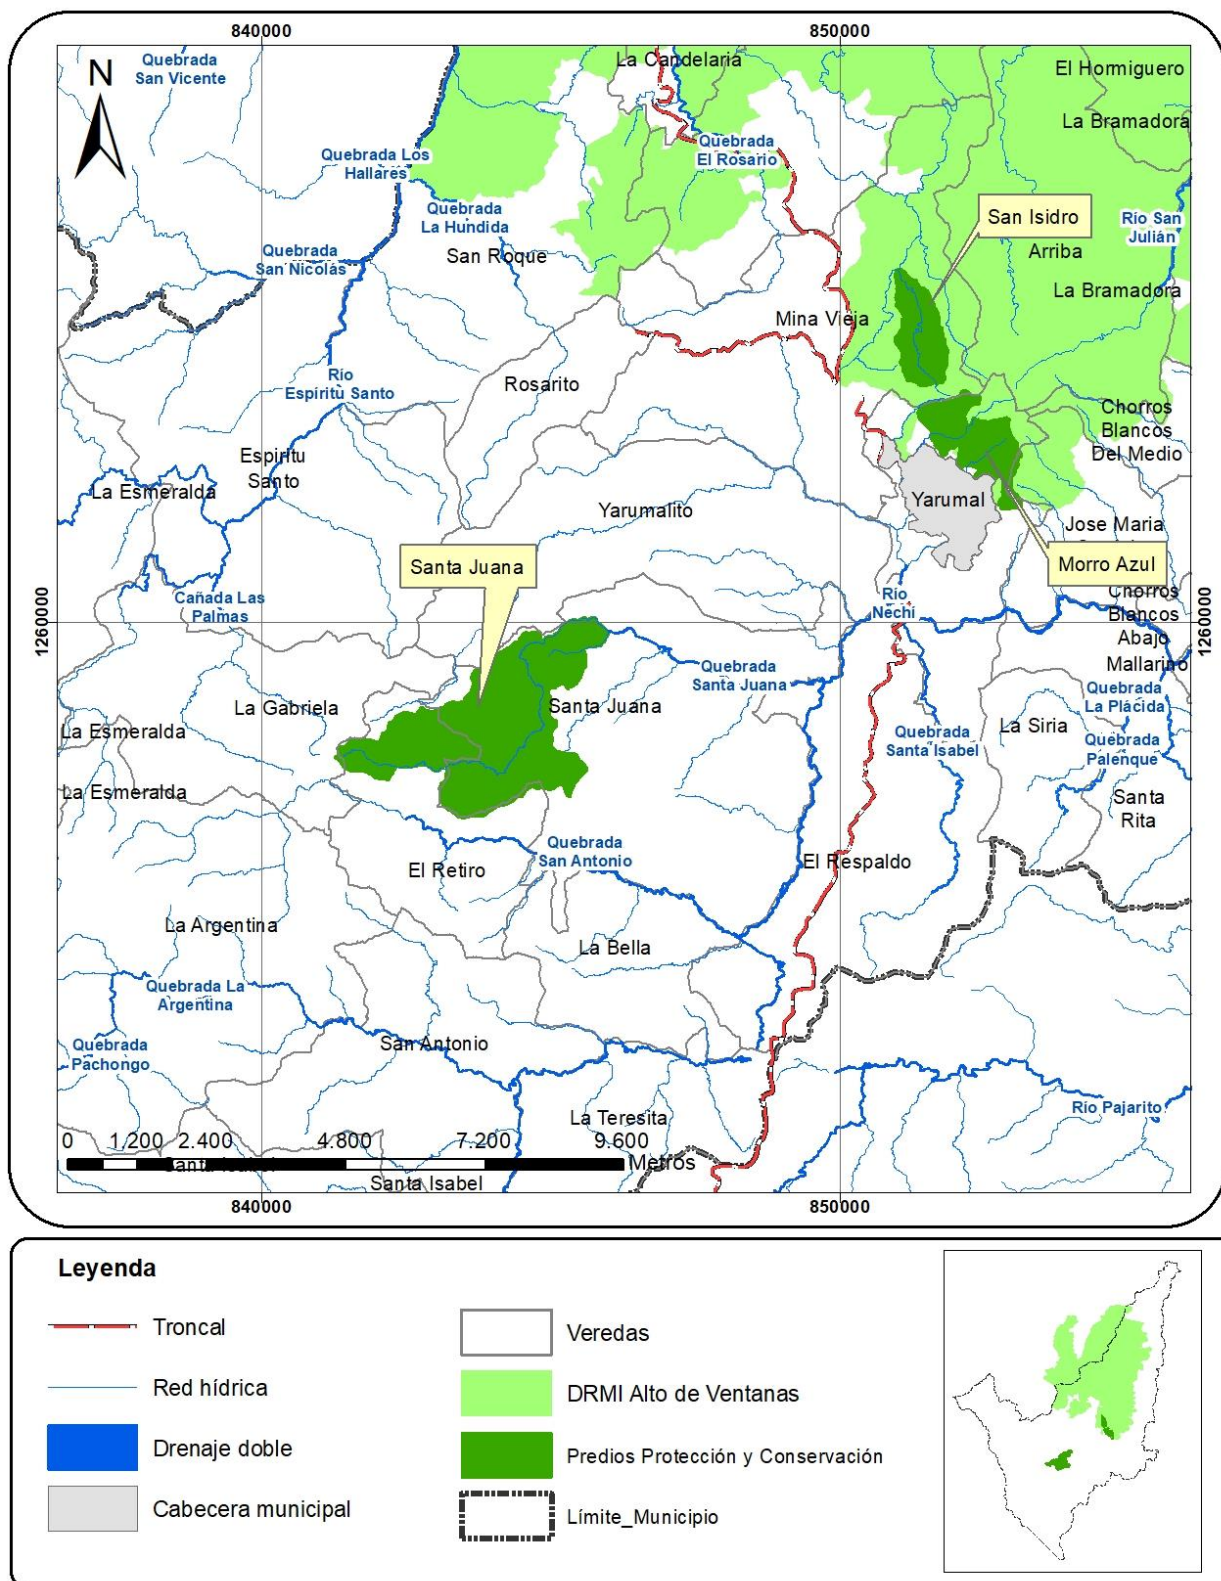 840000
850000
Quebrada
San Vicente
La Candelaria
El Hormiguero
N
La Bramadora
Quebrada Los
Hallares
Quebrada
El Rosario
Quebrada
La Hundida
San Isidro
Río San
Julián
Quebrada
San Nicolás
San Roque
Arriba
La Bramadora
Mina Vieja
Río
Espíritu Santo
Rosarito
Chorros
Blancos
Del Medio
Espiritu
Santo
La Esmeralda
Yarumal
Yarumalito
Jose Maria
Santa Juana
Morro Azul
Cañada Las
Palmas
Río
Nechí
Chorros
Blancos
Abajo
1260000
1260000
Mallarino
Quebrada
Santa Juana
Quebrada
La Plácida
La Gabriela
Santa Juana
La Esmeralda
Quebrada
Santa Isabel
La Siria
Quebrada
Palenque
La Esmeralda
Santa
Rita
Quebrada
San Antonio
El Retiro
El Respaldo
La Argentina
La Bella
Quebrada La
Argentina
Quebrada
Pachongo
San Antonio
Río Pajarito
La Teresita
0 1.200 2.400 4.800 7.200 9.600
Metros
Santa Isabel
Santa Isabel
840000
850000
Leyenda
Troncal
Red hídrica
Drenaje doble
Cabecera municipal
Veredas
DRMI Alto de Ventanas
Predios Protección y Conservación
Límite_Municipio